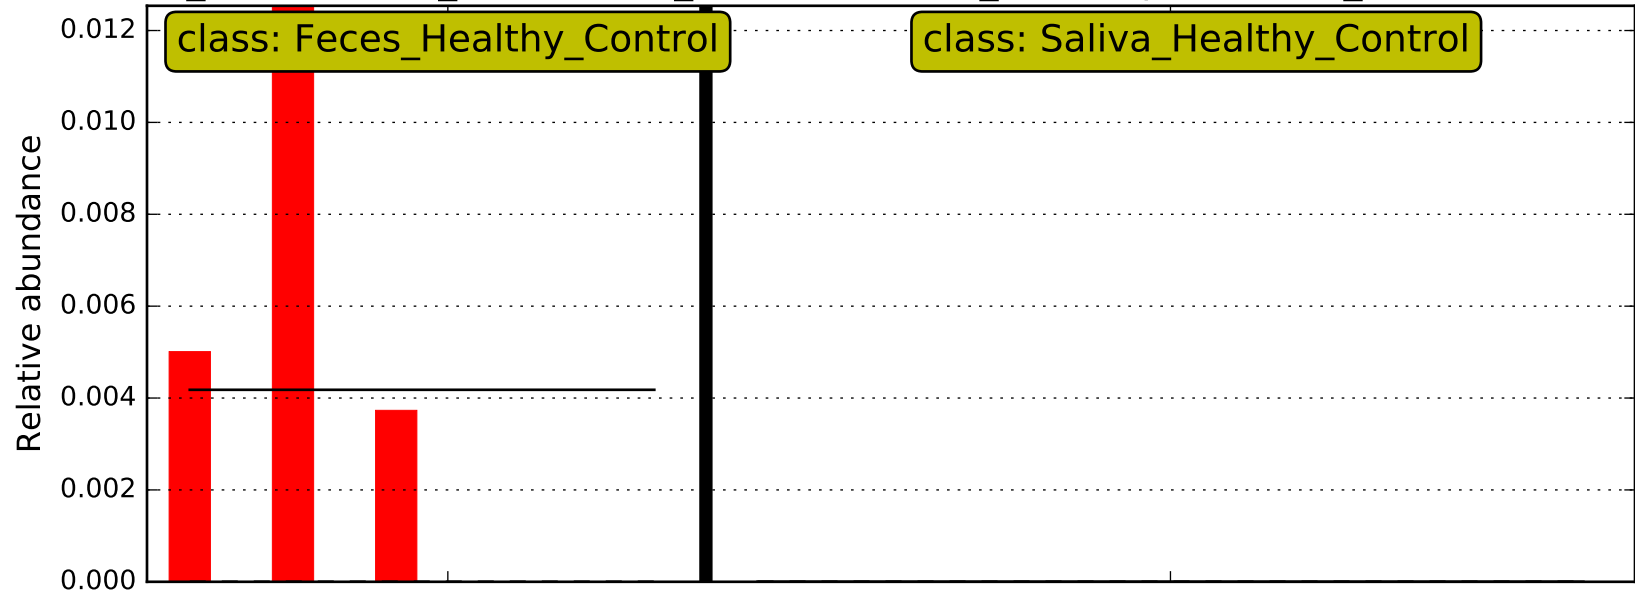 class: Feces_Healthy_Control
class: Saliva_Healthy_Control
0.012
0.010
0.008
0.006
0.004
0.002
0.000
Relative abundance